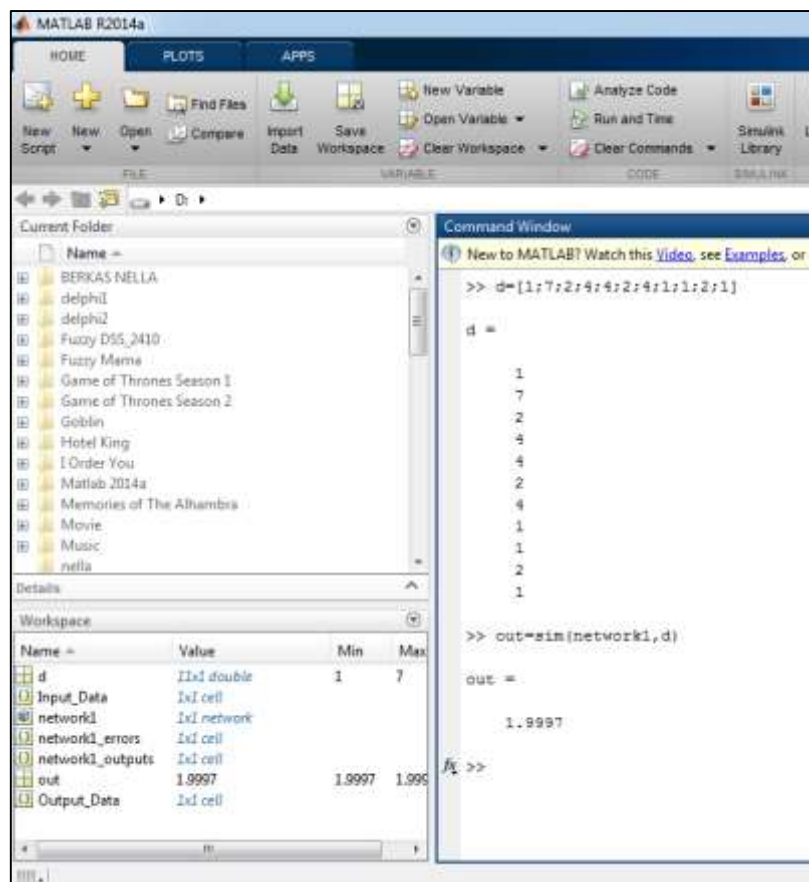 MATLAB R2014a
HOME PLOTS APPS
New Script
New
Open
Find Files
Compare
Import Data
Save Workspace
New Variable
Open Variable
Clear Workspace
Analyze Code
Run and Time
Clear Commands
Simulink Library
FILE VARIABLE CODE SIMULINK
D:
Current Folder
Name
BERKAS NELLA
delphi1
delphi2
Fuzzy DSS_2410
Fuzzy Mama
Game of Thrones Season 1
Game of Thrones Season 2
Goblin
Hotel King
I Order You
Matlab 2014a
Memories of The Alhambra
Movie
Music
nella
Details
Workspace
Name Value Min Max
d 11x1 double 1 7
Input_Data 1x1 cell
network1 1x1 network
network1_errors 1x1 cell
network1_outputs 1x1 cell
out 1.9997 1.9997 1.999
Output_Data 1x1 cell
Command Window
New to MATLAB? Watch this Video, see Examples, or
>> d=[1;7;2;4;4;2;4;1;1;2;1]
d =
1
7
2
4
4
2
4
1
1
2
1
>> out=sim(network1,d)
out =
1.9997
fx >>